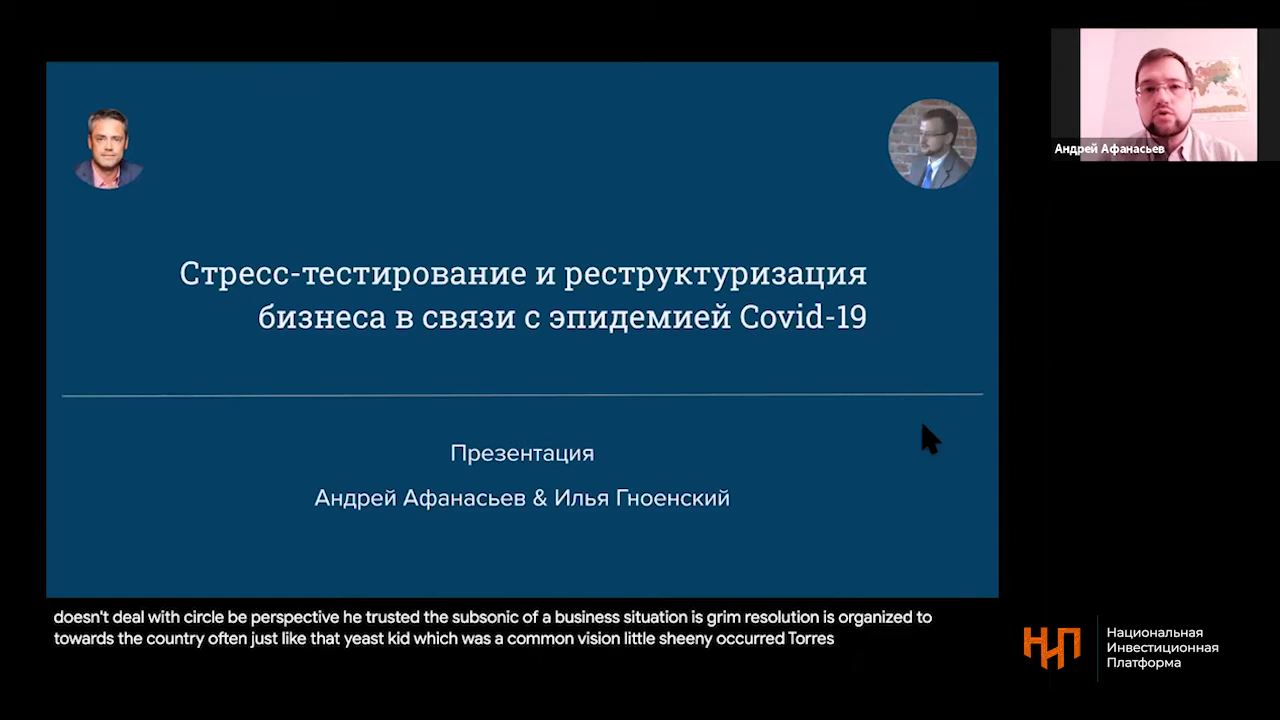 Стресс-тестирование и реструктуризация
бизнеса в связи с эпидемией Covid-19
Презентация
Андрей Афанасьев & Илья Гноенский
doesn't deal with circle be perspective he trusted the subsonic of a business situation is grim resolution is organized to
towards the country often just like that yeast kid which was a common vision little sheeny occurred Torres
Андрей Афанасьев
НИП
Национальная
Инвестиционная
Платформа